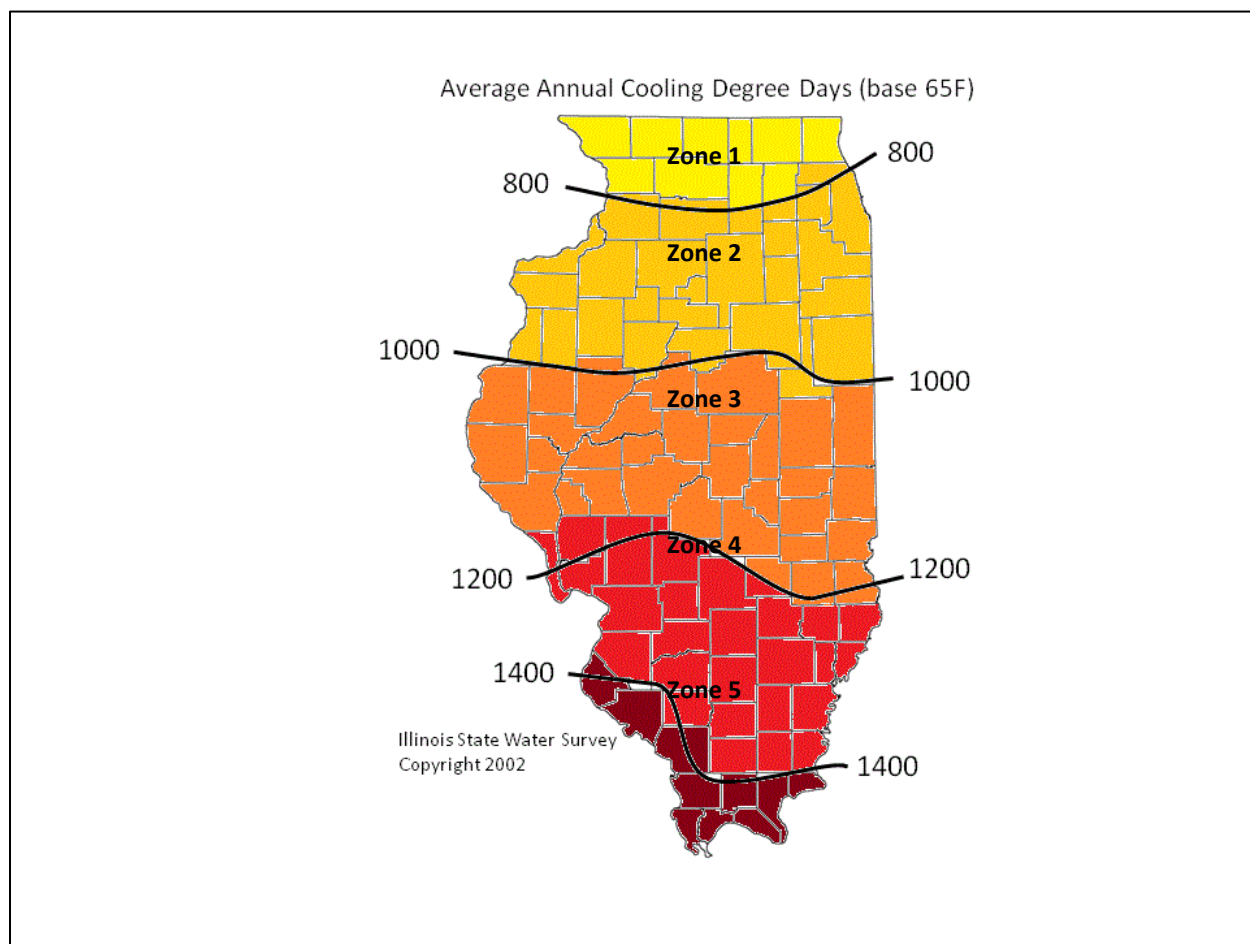 Average Annual Cooling Degree Days (base 65F)
Zone 1
800
800
Zone 2
1000
1000
Zone 3
Zone 4
1200
1200
1400
Zone 5
Illinois State Water Survey
Copyright 2002
1400